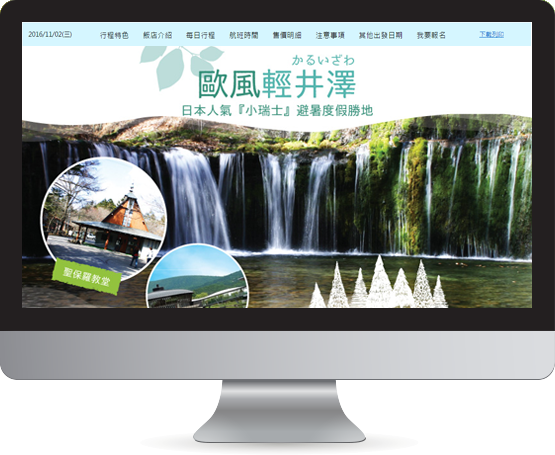 2016/11/02(三) 行程特色 飯店介紹 每日行程 航班時間 售價明細 注意事項 其他出發日期 我要報名 下載列印
かるいざわ
歐風輕井澤
日本人氣『小瑞士』避暑度假勝地
聖保羅教堂